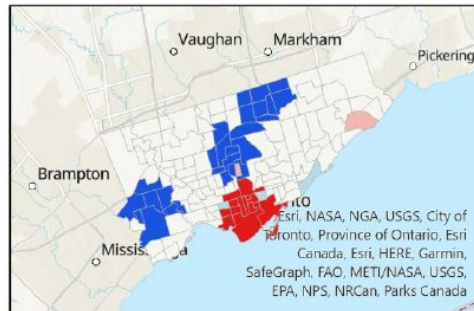 Vaughan
Markham
Pickering
Brampton
Esri, NASA, NGA, USGS, City of
Toronto, Province of Ontario, Esri
Mississ
Canada, Esri, HERE, Garmin,
SafeGraph, FAO, METI/NASA, USGS,
EPA, NPS, NRCan, Parks Canada